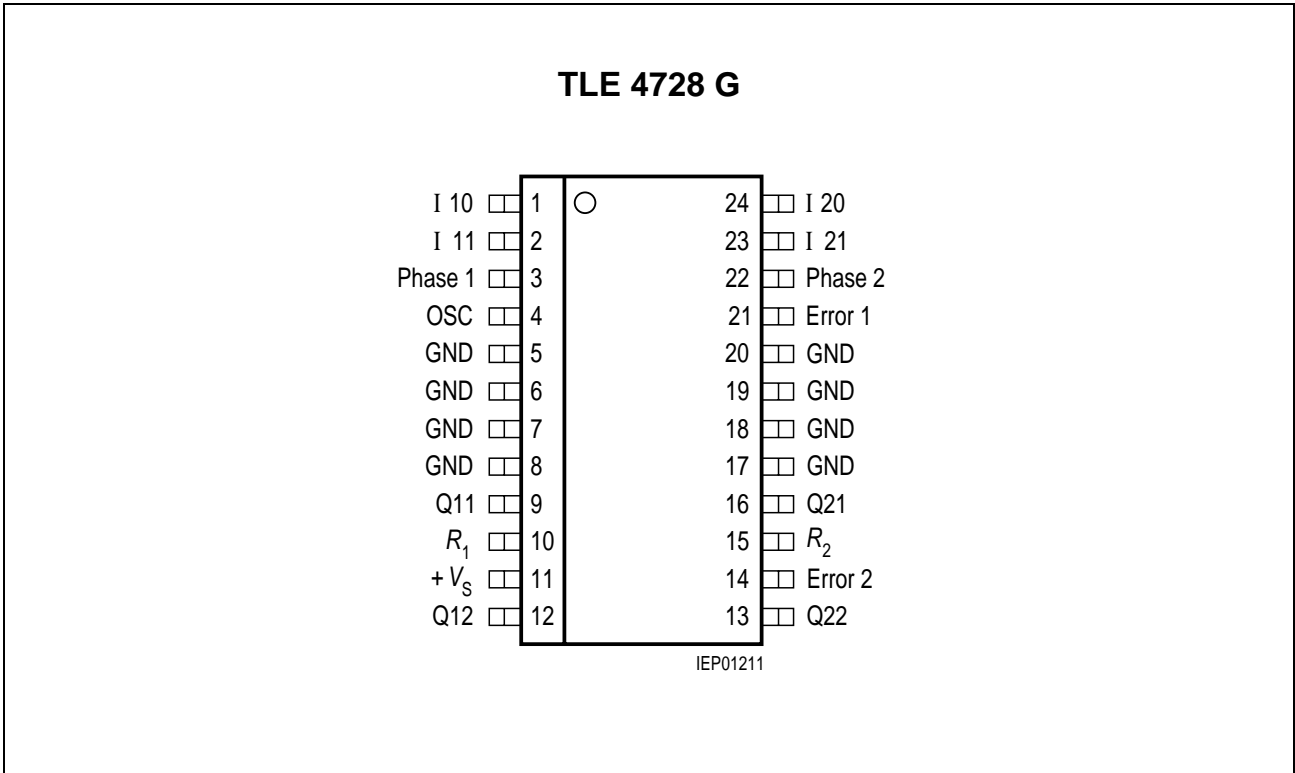 TLE 4728 G
I 10 1 24 I 20
I 11 2 23 I 21
Phase 1 3 22 Phase 2
OSC 4 21 Error 1
GND 5 20 GND
GND 6 19 GND
GND 7 18 GND
GND 8 17 GND
Q11 9 16 Q21
R1 10 15 R2
+ VS 11 14 Error 2
Q12 12 13 Q22
IEP01211